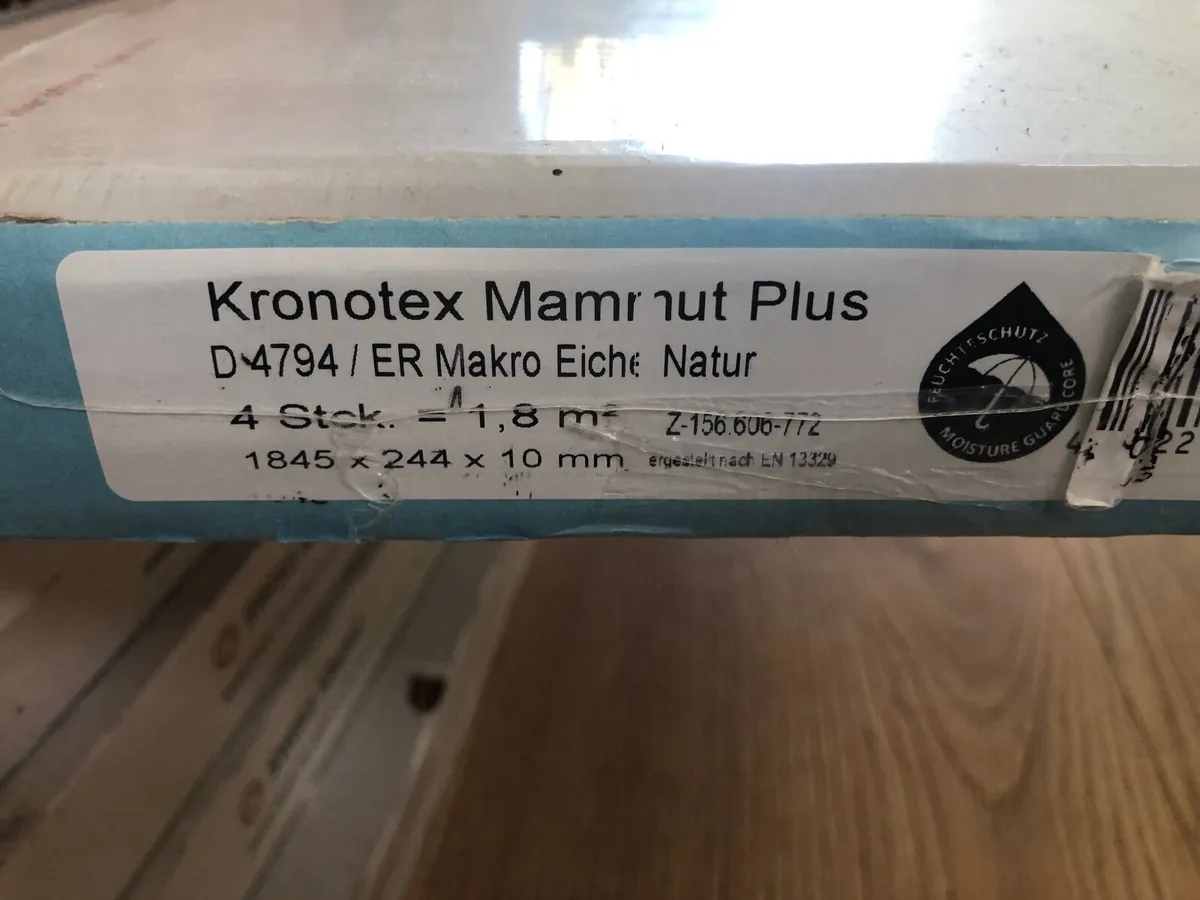 Kronotex Mammut Plus
D 4794 / ER Makro Eiche Natur
4 Stck. = 1,8 m²
Z-156.606-772
1845 x 244 x 10 mm
ergestellt nach EN 13329
FEUCHTESCHUTZ
MOISTURE GUARD CORE
22